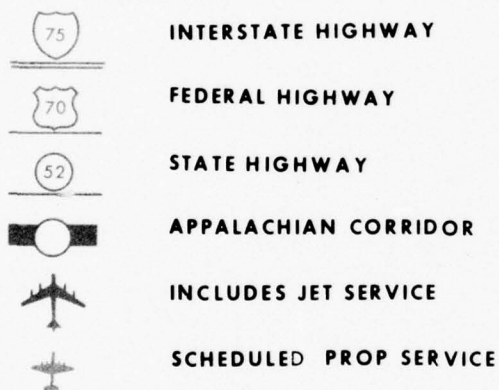 75 INTERSTATE HIGHWAY
70 FEDERAL HIGHWAY
52 STATE HIGHWAY
APPALACHIAN CORRIDOR
INCLUDES JET SERVICE
SCHEDULED PROP SERVICE